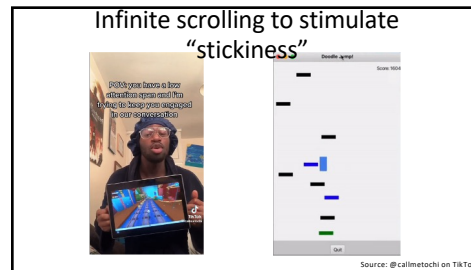 Infinite scrolling to stimulate
“stickiness”
POV: you have a low
attention span and I'm
trying to keep you engaged
in our conversation
TikTok
Doodle Jump!
Score:1604
Quit
Source: @callmetochi on TikTo